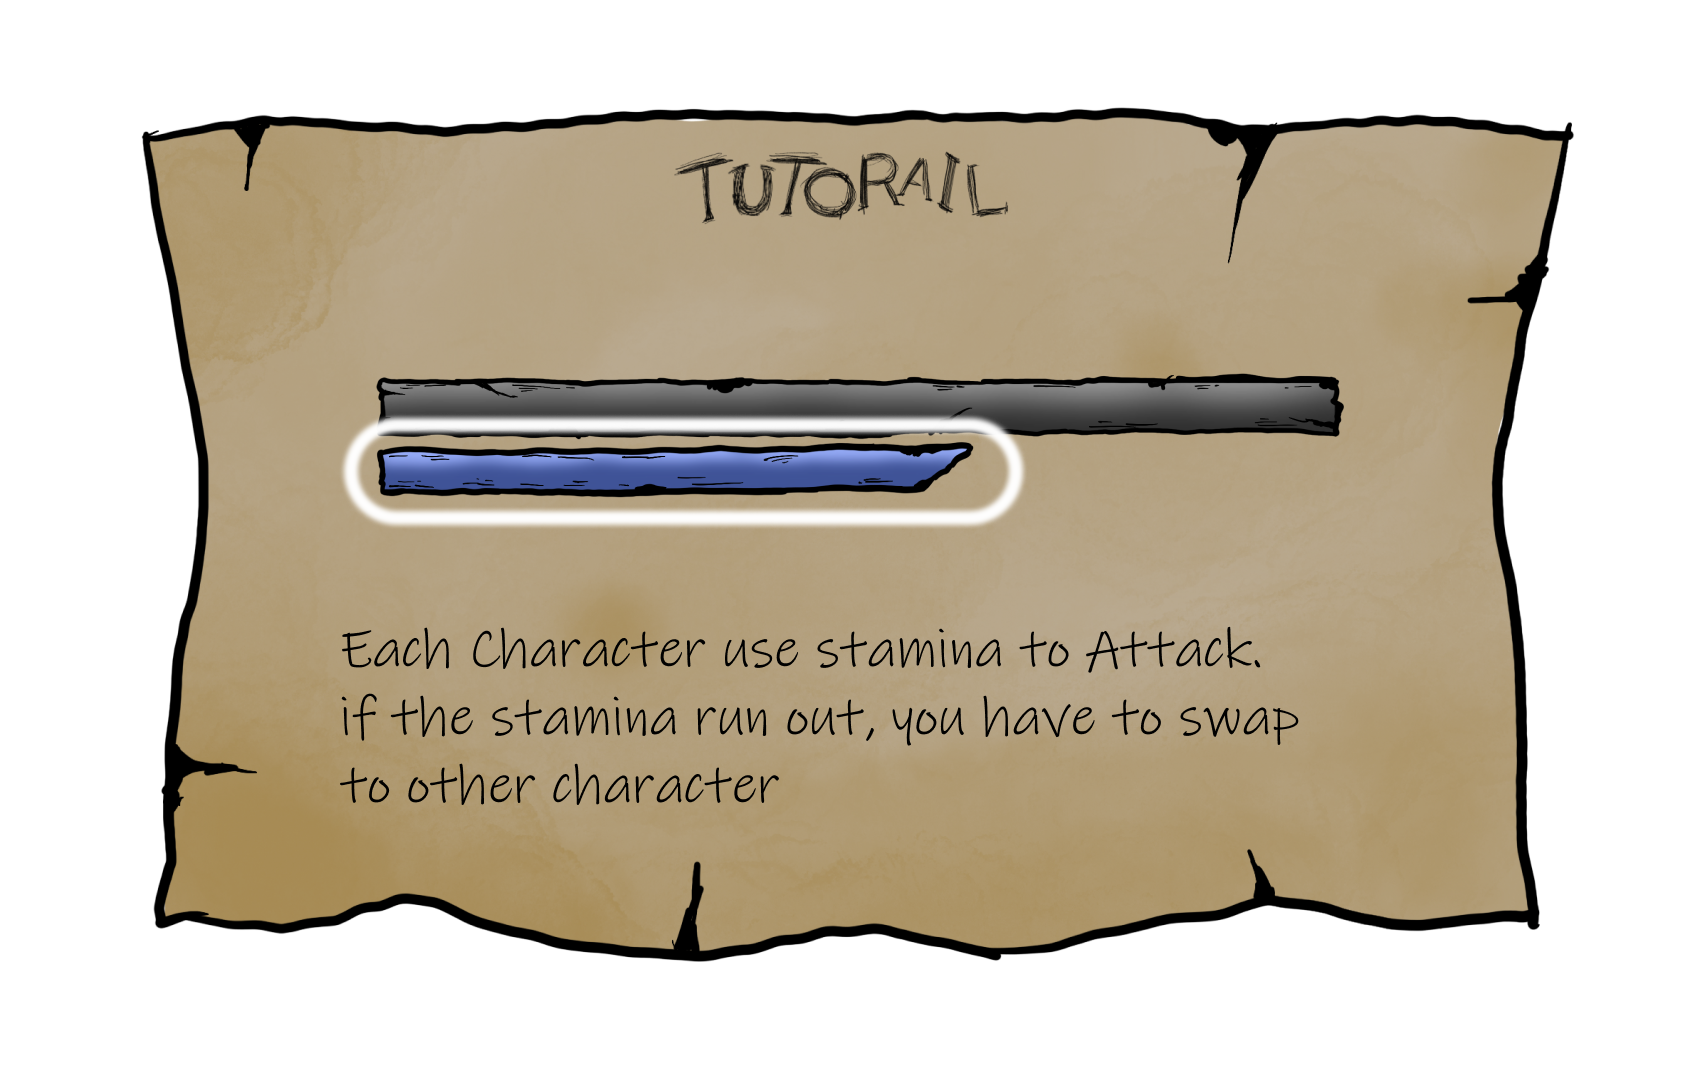 TUTORAIL
Each Character use stamina to Attack.
if the stamina run out, you have to swap
to other character